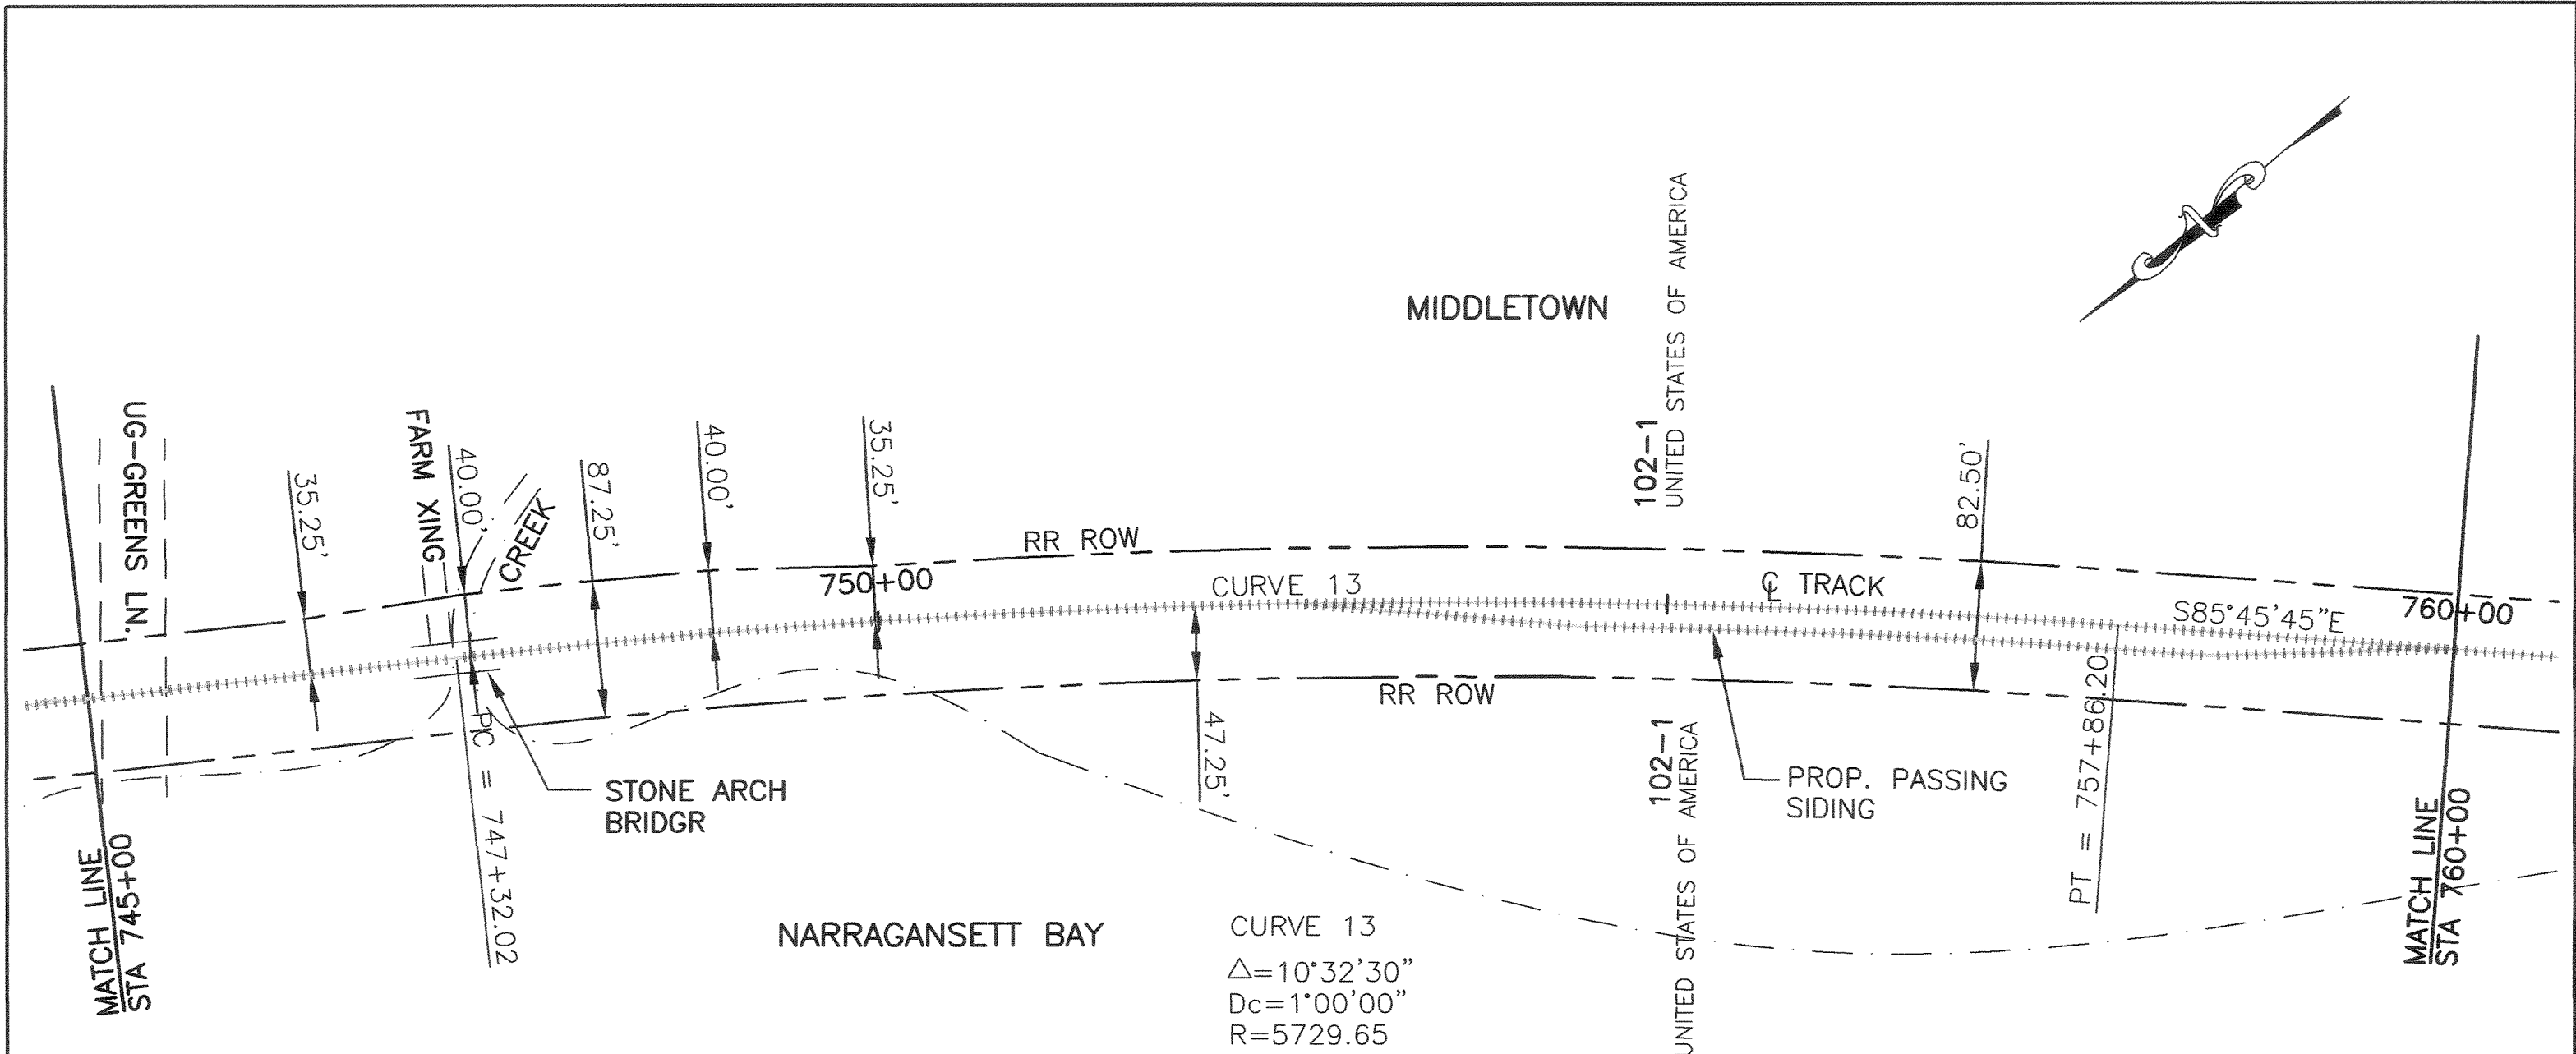 MIDDLETOWN
102-1
UNITED STATES OF AMERICA
UG-GREENS LN.
35.25'
FARM XING
40.00'
CREEK
87.25'
40.00'
35.25'
82.50'
RR ROW
750+00
CURVE 13
℄ TRACK
S85°45'45"E
760+00
RR ROW
47.25'
STONE ARCH
BRIDGR
PROP. PASSING
SIDING
102-1
UNITED STATES OF AMERICA
PT = 757+86.20
MATCH LINE
STA 745+00
= 747+32.02
MATCH LINE
STA 760+00
NARRAGANSETT BAY
CURVE 13
△=10°32'30"
Dc=1°00'00"
R=5729.65